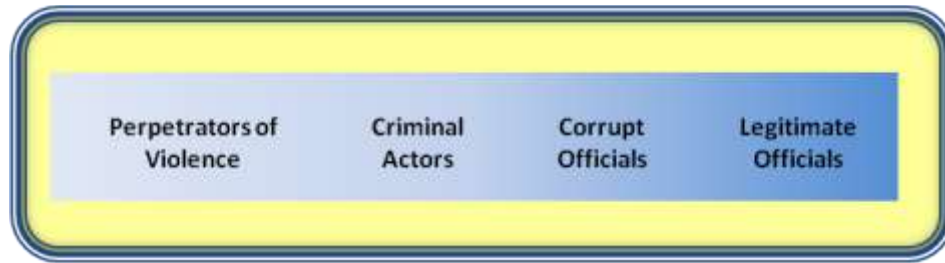 Perpetrators of Criminal Corrupt Legitimate
Violence Actors Officials Officials